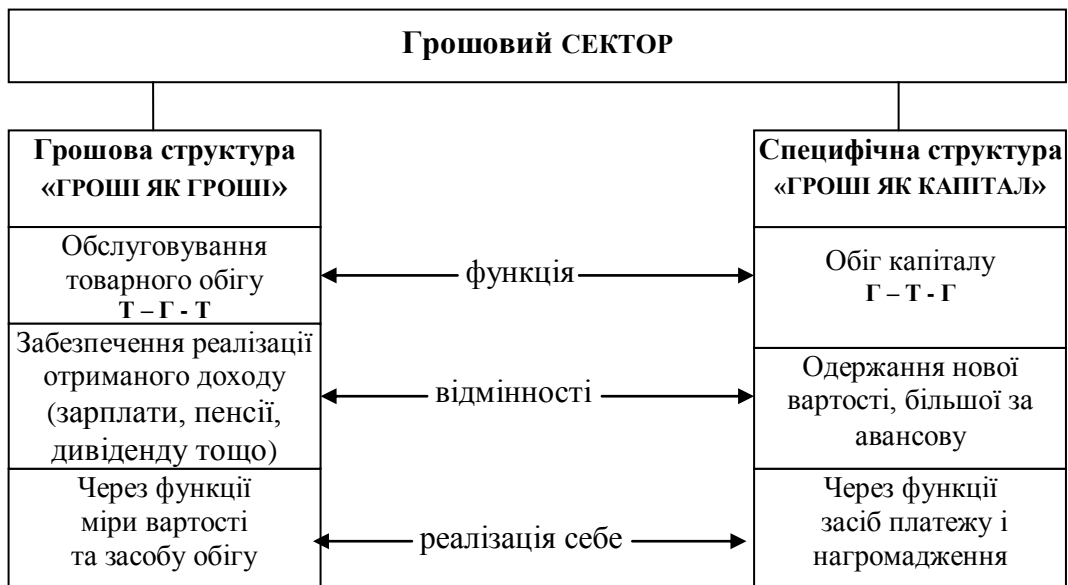 Грошовий СЕКТОР
Грошова структура
«ГРОШІ ЯК ГРОШІ»
Специфічна структура
«ГРОШІ ЯК КАПІТАЛ»
Обслуговування
товарного обігу
Т – Г - Т
функція
Обіг капіталу
Г – Т - Г
Забезпечення реалізації
отриманого доходу
(зарплати, пенсії,
дивіденду тощо)
відмінності
Одержання нової
вартості, більшої за
авансову
Через функції
міри вартості
та засобу обігу
реалізація себе
Через функції
засіб платежу і
нагромадження